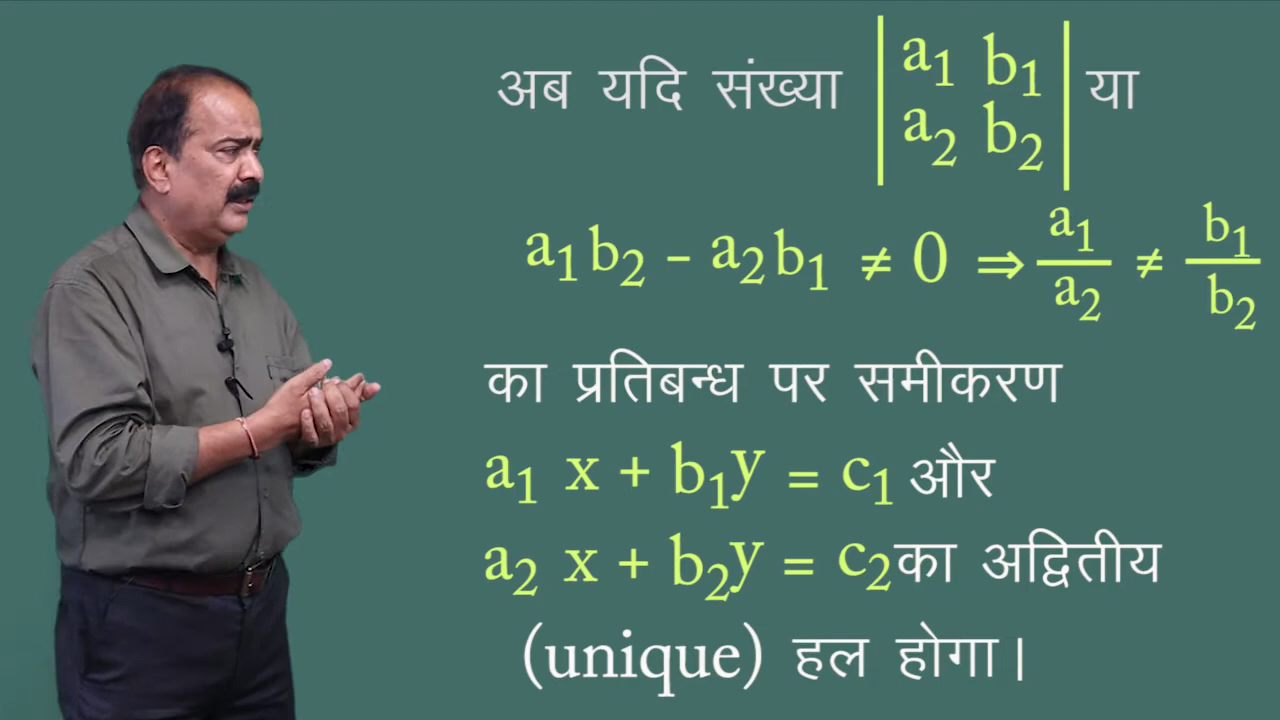 अब यदि संख्या | a₁ b₁ | या
| a₂ b₂ |
a₁b₂ - a₂b₁ ≠ 0 ⇒ a₁/a₂ ≠ b₁/b₂
का प्रतिबन्ध पर समीकरण
a₁ x + b₁y = c₁ और
a₂ x + b₂y = c₂ का अद्वितीय
(unique) हल होगा।